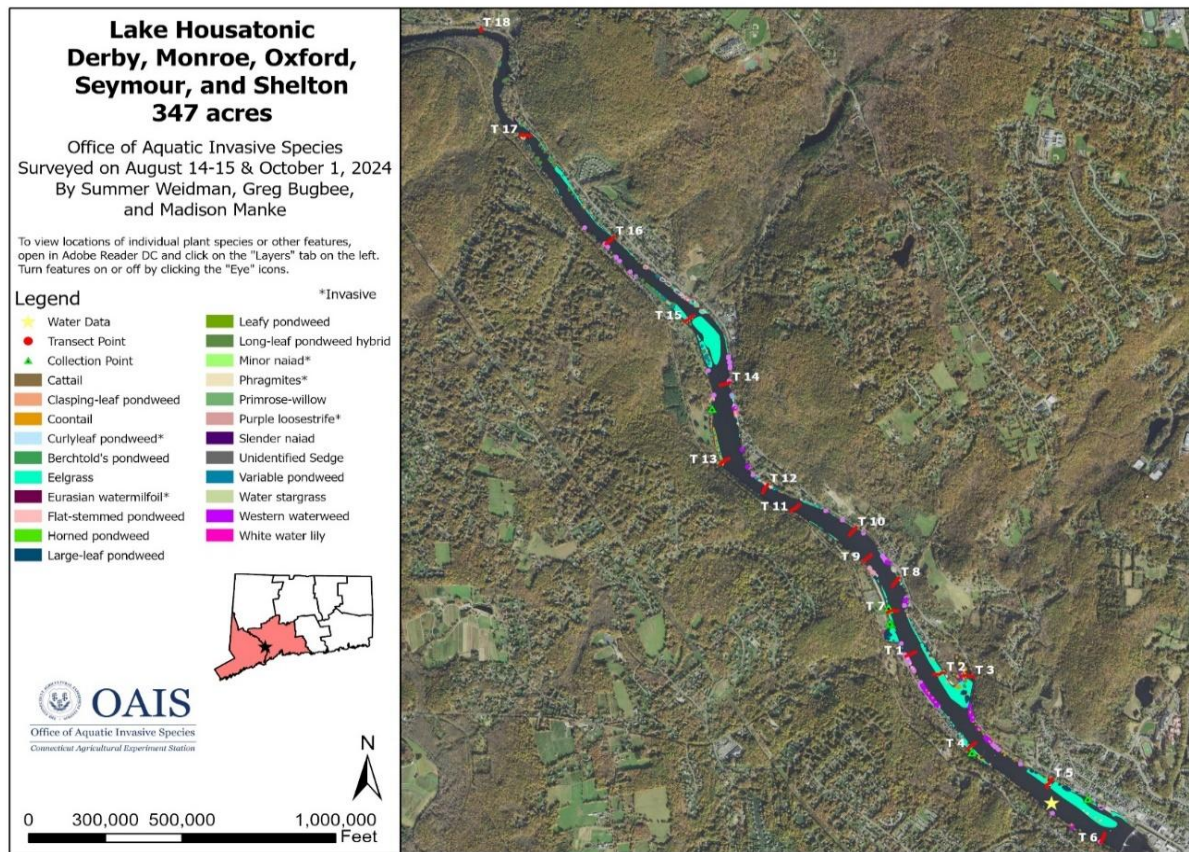 Lake Housatonic
Derby, Monroe, Oxford,
Seymour, and Shelton
347 acres
Office of Aquatic Invasive Species
Surveyed on August 14-15 & October 1, 2024
By Summer Weidman, Greg Bugbee,
and Madison Manke
To view locations of individual plant species or other features,
open in Adobe Reader DC and click on the "Layers" tab on the left.
Turn features on or off by clicking the "Eye" icons.
Legend
*Invasive
Water Data
Transect Point
Collection Point
Cattail
Clasping-leaf pondweed
Coontail
Curlyleaf pondweed*
Berchtold's pondweed
Eelgrass
Eurasian watermilfoil*
Flat-stemmed pondweed
Horned pondweed
Large-leaf pondweed
Leafy pondweed
Long-leaf pondweed hybrid
Minor naiad*
Phragmites*
Primrose-willow
Purple loosestrife*
Slender naiad
Unidentified Sedge
Variable pondweed
Water stargrass
Western waterweed
White water lily
OAIS
Office of Aquatic Invasive Species
Connecticut Agricultural Experiment Station
N
0 300,000 500,000 1,000,000
Feet
T 18
T 17
T 16
T 15
T 14
T 13
T 12
T 11
T 10
T 9
T 8
T 7
T 1
T 2
T 3
T 4
T 5
T 6